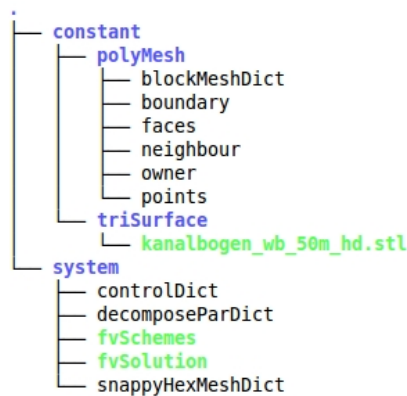 .
├── constant
│   ├── polyMesh
│   │   ├── blockMeshDict
│   │   ├── boundary
│   │   ├── faces
│   │   ├── neighbour
│   │   ├── owner
│   │   └── points
│   └── triSurface
│       └── kanalbogen_wb_50m_hd.stl
└── system
    ├── controlDict
    ├── decomposeParDict
    ├── fvSchemes
    ├── fvSolution
    └── snappyHexMeshDict